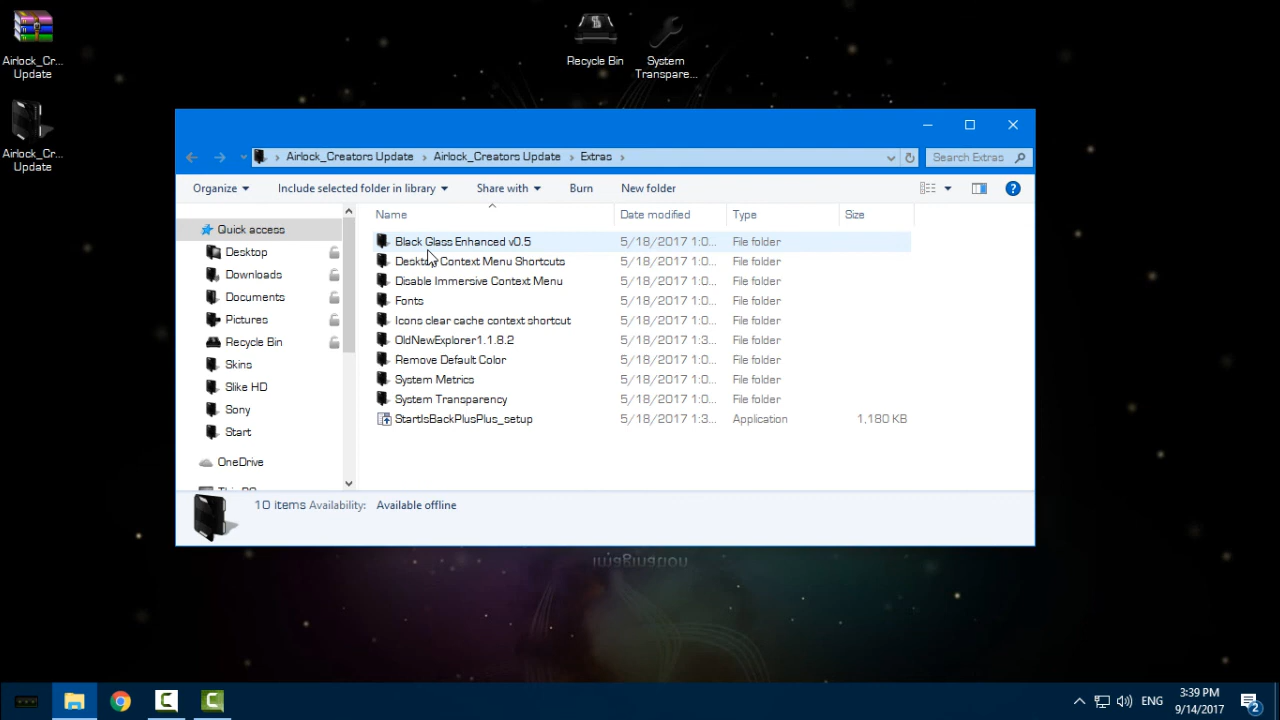 Airlock_Cr...
Update
Recycle Bin
System
Transpare...
Airlock_Cr...
Update
Airlock_Creators Update
Airlock_Creators Update
Extras
Search Extras
Organize
Include selected folder in library
Share with
Burn
New folder
Name
Date modified
Type
Size
Quick access
Desktop
Downloads
Documents
Pictures
Recycle Bin
Skins
Slike HD
Sony
Start
OneDrive
Black Glass Enhanced v0.5 5/18/2017 1:0... File folder
Desktop Context Menu Shortcuts 5/18/2017 1:0... File folder
Disable Immersive Context Menu 5/18/2017 1:0... File folder
Fonts 5/18/2017 1:0... File folder
Icons clear cache context shortcut 5/18/2017 1:0... File folder
OldNewExplorer1.1.8.2 5/18/2017 1:3... File folder
Remove Default Color 5/18/2017 1:0... File folder
System Metrics 5/18/2017 1:0... File folder
System Transparency 5/18/2017 1:0... File folder
StartIsBackPlusPlus_setup 5/18/2017 1:3... Application 1,180 KB
10 items Availability: Available offline
imagination
ENG
3:39 PM
9/14/2017
2